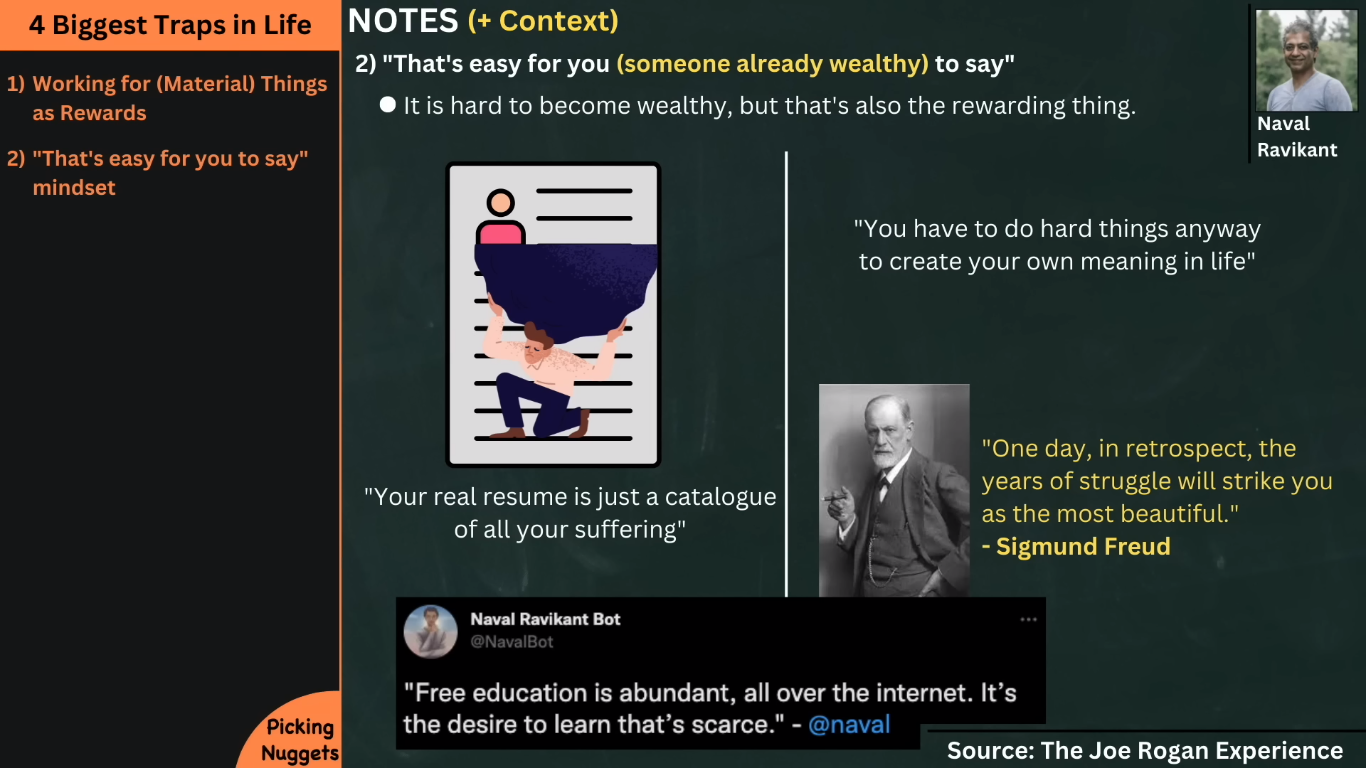 4 Biggest Traps in Life
1) Working for (Material) Things
as Rewards
2) "That's easy for you to say"
mindset
Picking
Nuggets
NOTES (+ Context)
2) "That's easy for you (someone already wealthy) to say"
● It is hard to become wealthy, but that's also the rewarding thing.
Naval
Ravikant
"Your real resume is just a catalogue
of all your suffering"
"You have to do hard things anyway
to create your own meaning in life"
"One day, in retrospect, the
years of struggle will strike you
as the most beautiful."
- Sigmund Freud
Naval Ravikant Bot
@NavalBot
"Free education is abundant, all over the internet. It’s
the desire to learn that’s scarce." - @naval
Source: The Joe Rogan Experience